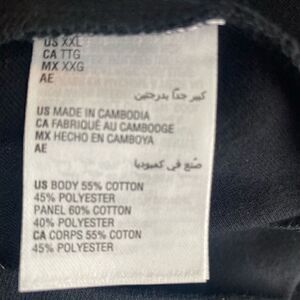 US XXL
CA TTG
MX XXG
AE
كبير جدًا بدرجتين
US MADE IN CAMBODIA
CA FABRIQUÉ AU CAMBODGE
MX HECHO EN CAMBOYA
AE
صُنع في كمبوديا
US BODY 55% COTTON
45% POLYESTER
PANEL 60% COTTON
40% POLYESTER
CA CORPS 55% COTON
45% POLYESTER